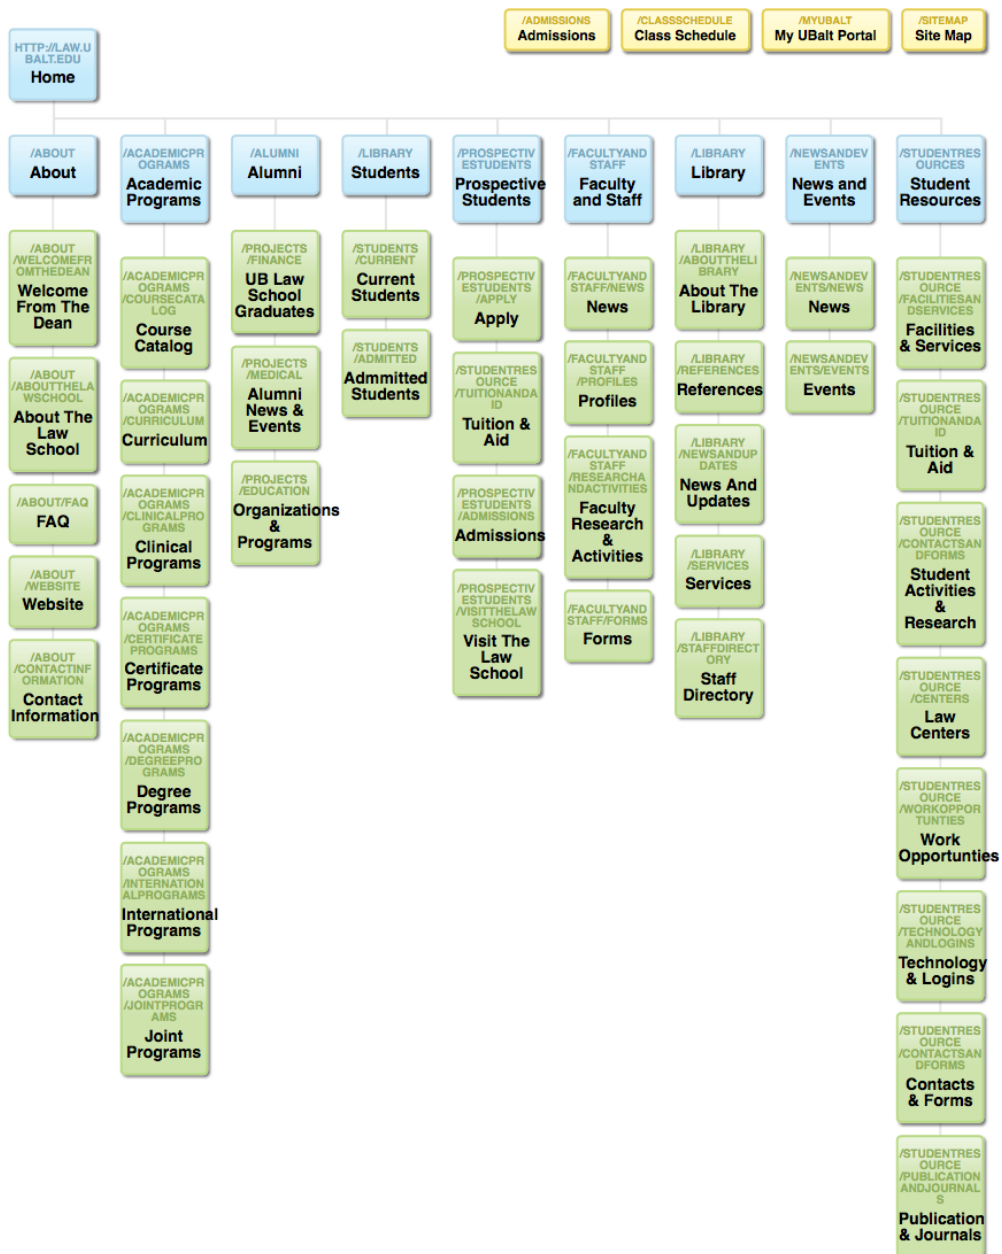 /ADMISSIONS
Admissions
/CLASSSCHEDULE
Class Schedule
/MYUBALT
My UBalt Portal
/SITEMAP
Site Map
HTTP://LAW.U
BALT.EDU
Home
/ABOUT
About
/ACADEMICPR
OGRAMS
Academic
Programs
/ALUMNI
Alumni
/LIBRARY
Students
/PROSPECTIV
ESTUDENTS
Prospective
Students
/FACULTYAND
STAFF
Faculty
and Staff
/LIBRARY
Library
/NEWSANDEV
ENTS
News and
Events
/STUDENTRES
OURCES
Student
Resources
/ABOUT
/WELCOMEFR
OMTHEDEAN
Welcome
From The
Dean
/ABOUT
/ABOUTTHELA
WSCHOOL
About The
Law
School
/ABOUT/FAQ
FAQ
/ABOUT
/WEBSITE
Website
/ABOUT
/CONTACTINF
ORMATION
Contact
Information
/ACADEMICPR
OGRAMS
/COURSECATA
LOG
Course
Catalog
/ACADEMICPR
OGRAMS
/CURRICULUM
Curriculum
/ACADEMICPR
OGRAMS
/CLINICALPRO
GRAMS
Clinical
Programs
/ACADEMICPR
OGRAMS
/CERTIFICATE
PROGRAMS
Certificate
Programs
/ACADEMICPR
OGRAMS
/DEGREEPRO
GRAMS
Degree
Programs
/ACADEMICPR
OGRAMS
/INTERNATION
ALPROGRAMS
International
Programs
/ACADEMICPR
OGRAMS
/JOINTPROGR
AMS
Joint
Programs
/PROJECTS
/FINANCE
UB Law
School
Graduates
/PROJECTS
/MEDICAL
Alumni
News &
Events
/PROJECTS
/EDUCATION
Organizations
&
Programs
/STUDENTS
/CURRENT
Current
Students
/STUDENTS
/ADMITTED
Admmitted
Students
/PROSPECTIV
ESTUDENTS
/APPLY
Apply
/STUDENTRES
OURCE
/TUITIONANDA
ID
Tuition &
Aid
/PROSPECTIV
ESTUDENTS
/ADMISSIONS
Admissions
/PROSPECTIV
ESTUDENTS
/VISITTHELAW
SCHOOL
Visit The
Law
School
/FACULTYAND
STAFF/NEWS
News
/FACULTYAND
STAFF
/PROFILES
Profiles
/FACULTYAND
STAFF
/RESEARCHA
NDACTIVITIES
Faculty
Research
&
Activities
/FACULTYAND
STAFF/FORMS
Forms
/LIBRARY
/ABOUTTHELI
BRARY
About The
Library
/LIBRARY
/REFERENCES
References
/LIBRARY
/NEWSANDUP
DATES
News And
Updates
/LIBRARY
/SERVICES
Services
/LIBRARY
/STAFFDIRECT
ORY
Staff
Directory
/NEWSANDEV
ENTS/NEWS
News
/NEWSANDEV
ENTS/EVENTS
Events
/STUDENTRES
OURCE
/FACILITIESAN
DSERVICES
Facilities
& Services
/STUDENTRES
OURCE
/TUITIONANDA
ID
Tuition &
Aid
/STUDENTRES
OURCE
/CONTACTSAN
DFORMS
Student
Activities
&
Research
/STUDENTRES
OURCE
/CENTERS
Law
Centers
/STUDENTRES
OURCE
/WORKOPPOR
TUNTIES
Work
Opportunties
/STUDENTRES
OURCE
/TECHNOLOGY
ANDLOGINS
Technology
& Logins
/STUDENTRES
OURCE
/CONTACTSAN
DFORMS
Contacts
& Forms
/STUDENTRES
OURCE
/PUBLICATION
ANDJOURNAL
S
Publication
& Journals